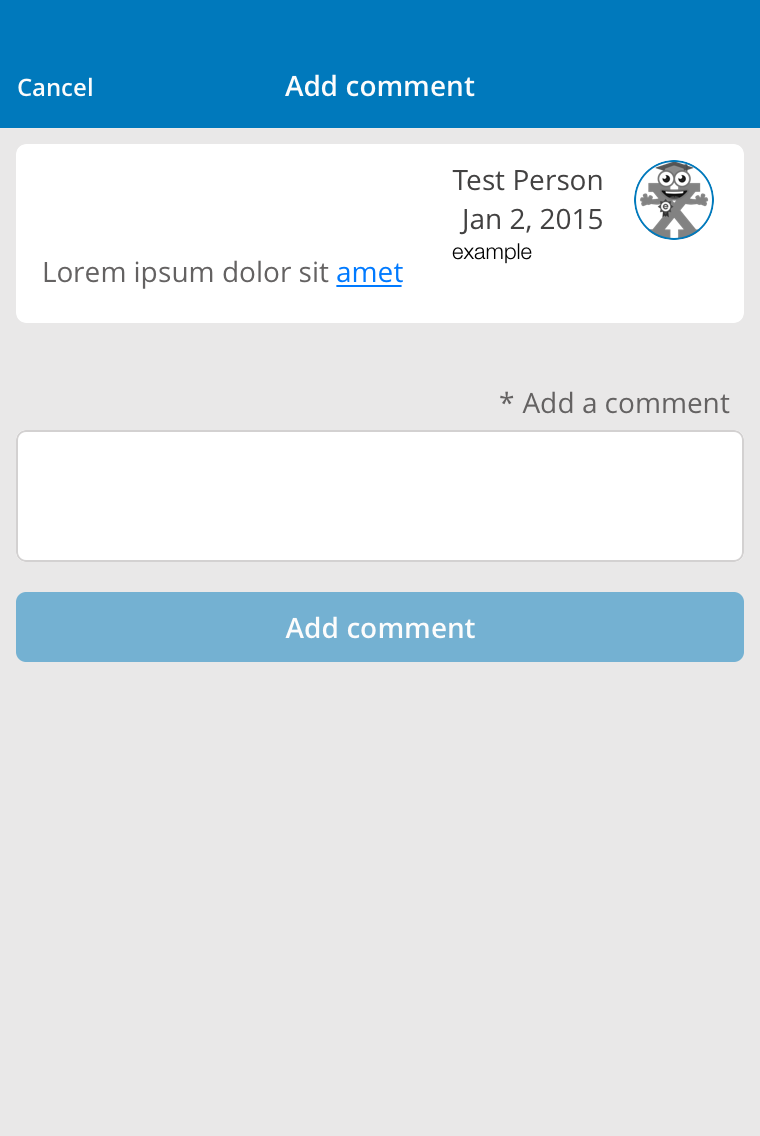 Cancel
Add comment
Test Person
Jan 2, 2015
example
Lorem ipsum dolor sit amet
* Add a comment
Add comment